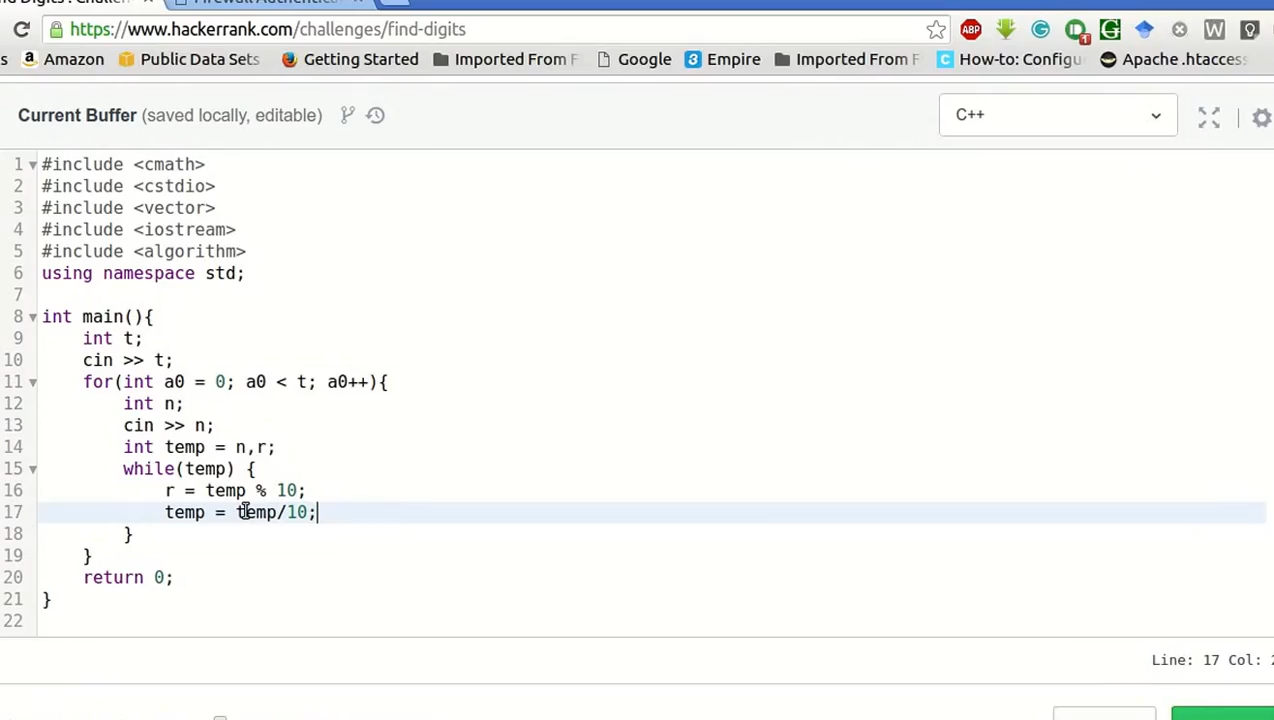 https://www.hackerrank.com/challenges/find-digits
Amazon Public Data Sets Getting Started Imported From F Google Empire Imported From F How-to: Configu Apache .htaccess
Current Buffer (saved locally, editable) C++
1 #include <cmath>
2 #include <cstdio>
3 #include <vector>
4 #include <iostream>
5 #include <algorithm>
6 using namespace std;
7
8 int main(){
9 int t;
10 cin >> t;
11 for(int a0 = 0; a0 < t; a0++){
12 int n;
13 cin >> n;
14 int temp = n,r;
15 while(temp) {
16 r = temp % 10;
17 temp = temp/10;
18 }
19 }
20 return 0;
21 }
22
Line: 17 Col: